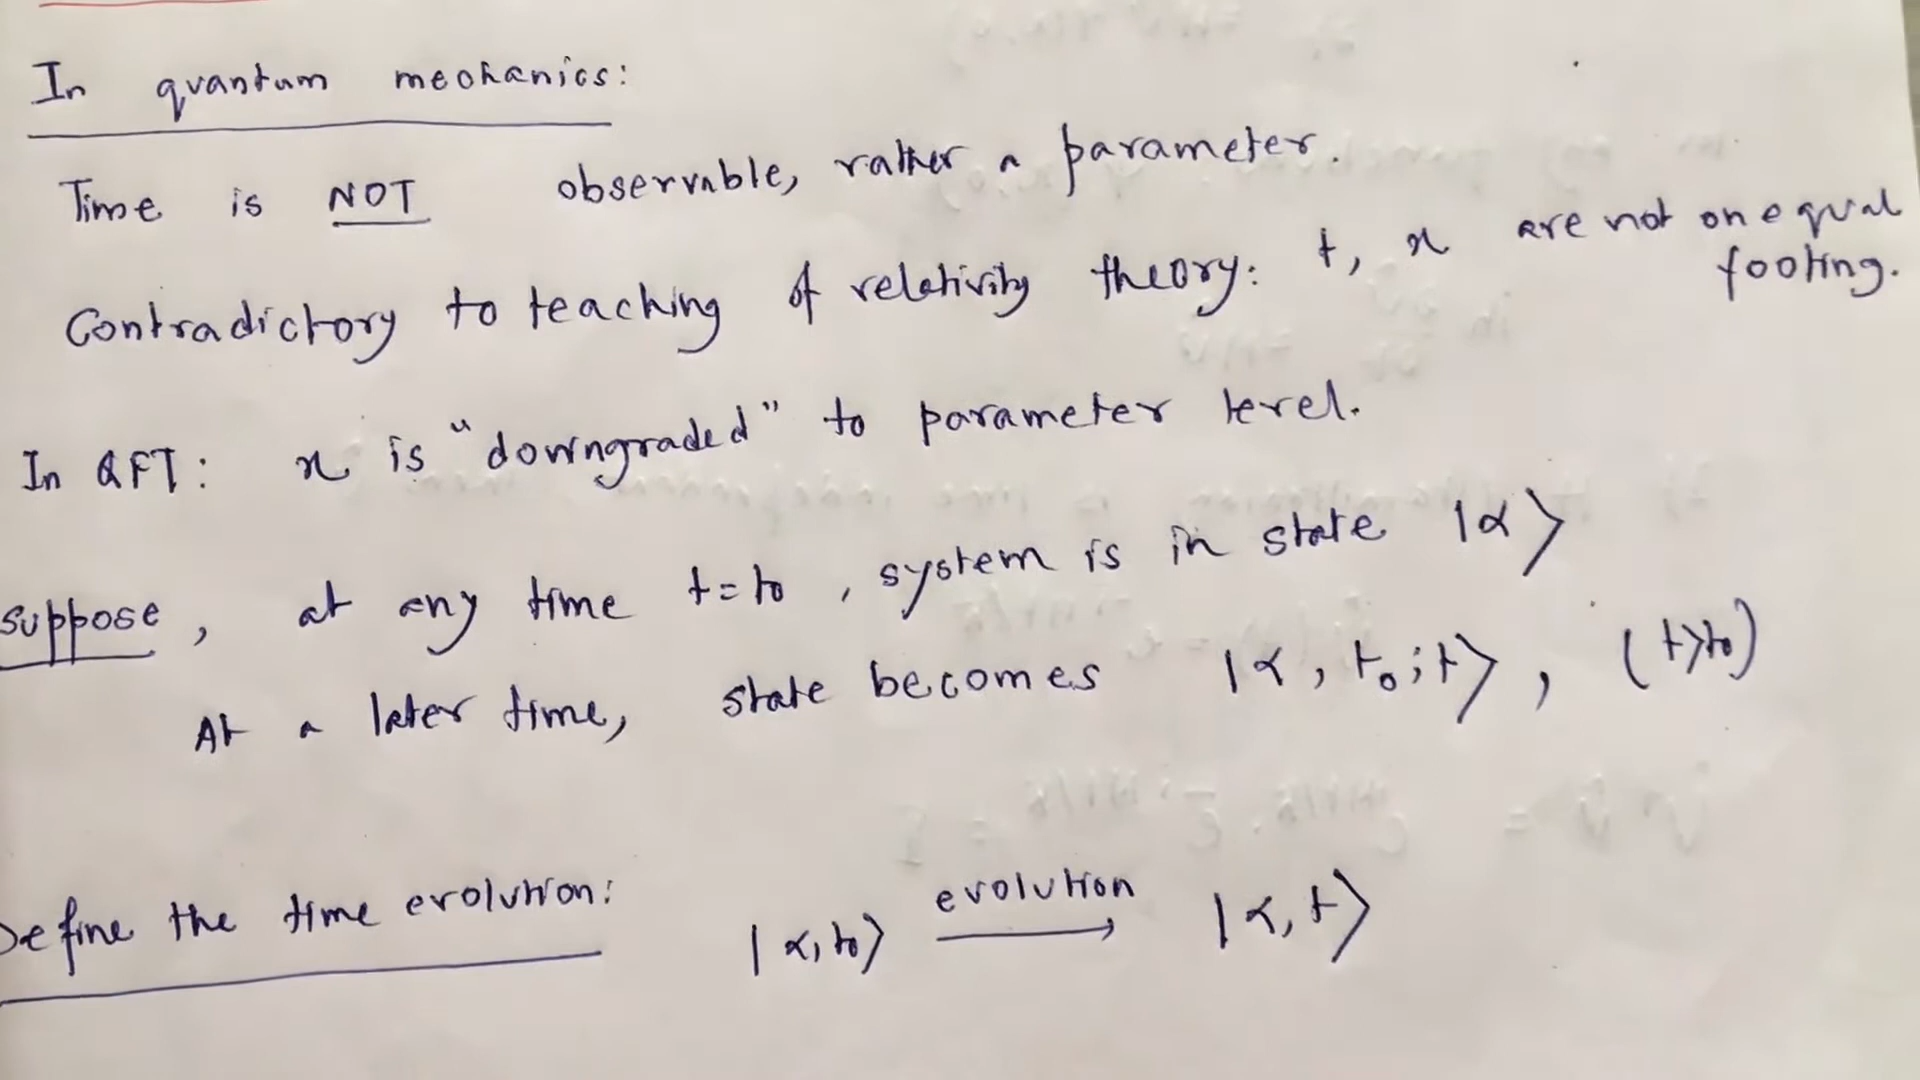 In quantum mechanics:
Time is NOT observable, rather a parameter.
Contradictory to teaching of relativity theory: t, x are not on equal
footing.
In QFT: x is "downgraded" to parameter level.
Suppose, at any time t=t₀, system is in state |α⟩
At a later time, state becomes |α, t₀;t⟩, (t>t₀)
Define the time evolution: |α,t₀⟩ evolution→ |α,t⟩